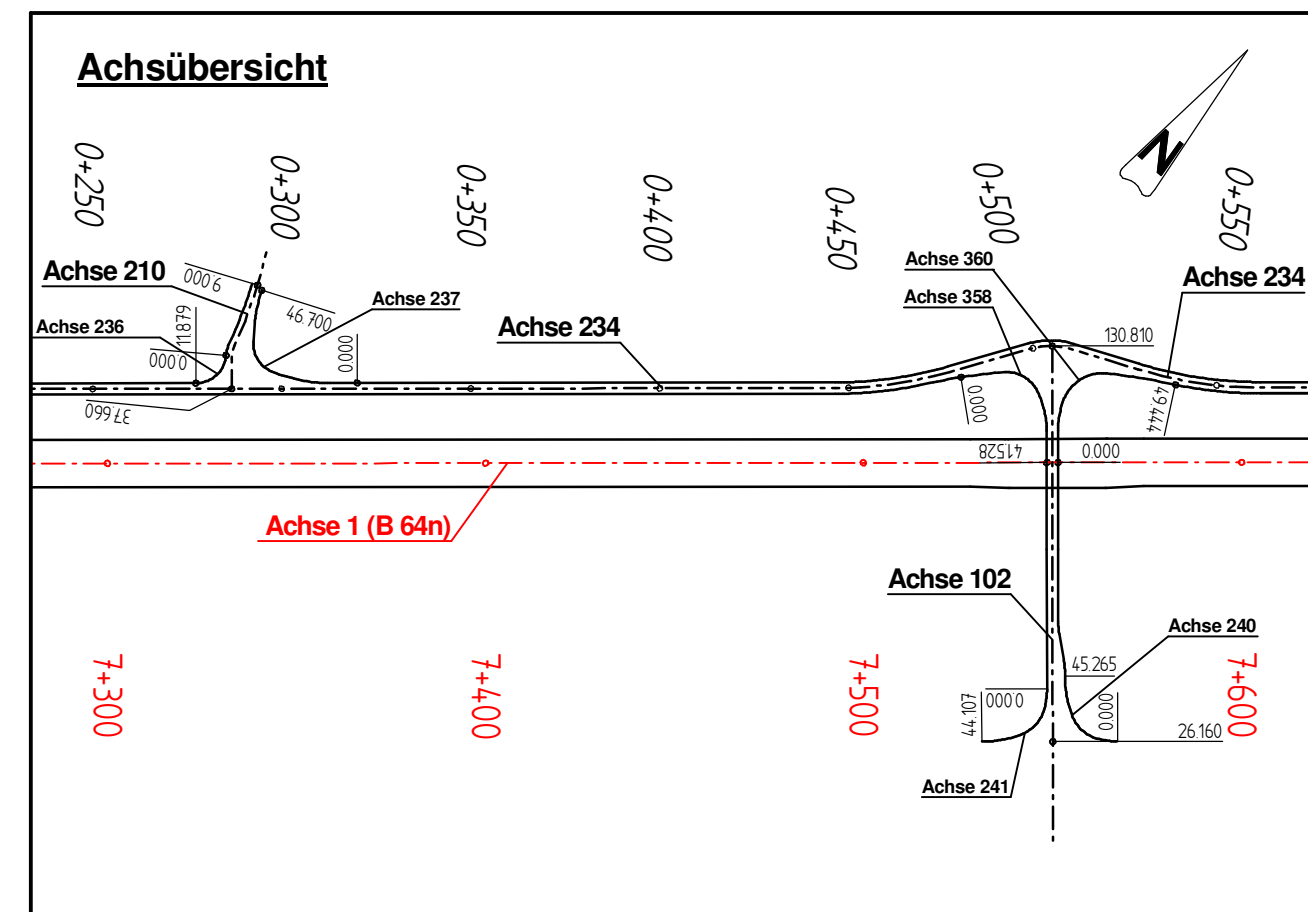 Achsübersicht
N
0+250
0+300
0+350
0+400
0+450
0+500
0+550
Achse 210
9.000
Achse 236
11.879
0.000
46.700
Achse 237
0.000
37.660
Achse 234
Achse 360
Achse 358
Achse 234
130.810
0.000
49.444
41.528
0.000
Achse 1 (B 64n)
Achse 102
Achse 240
45.265
44.107
0.000
0.000
26.160
Achse 241
7+300
7+400
7+500
7+600